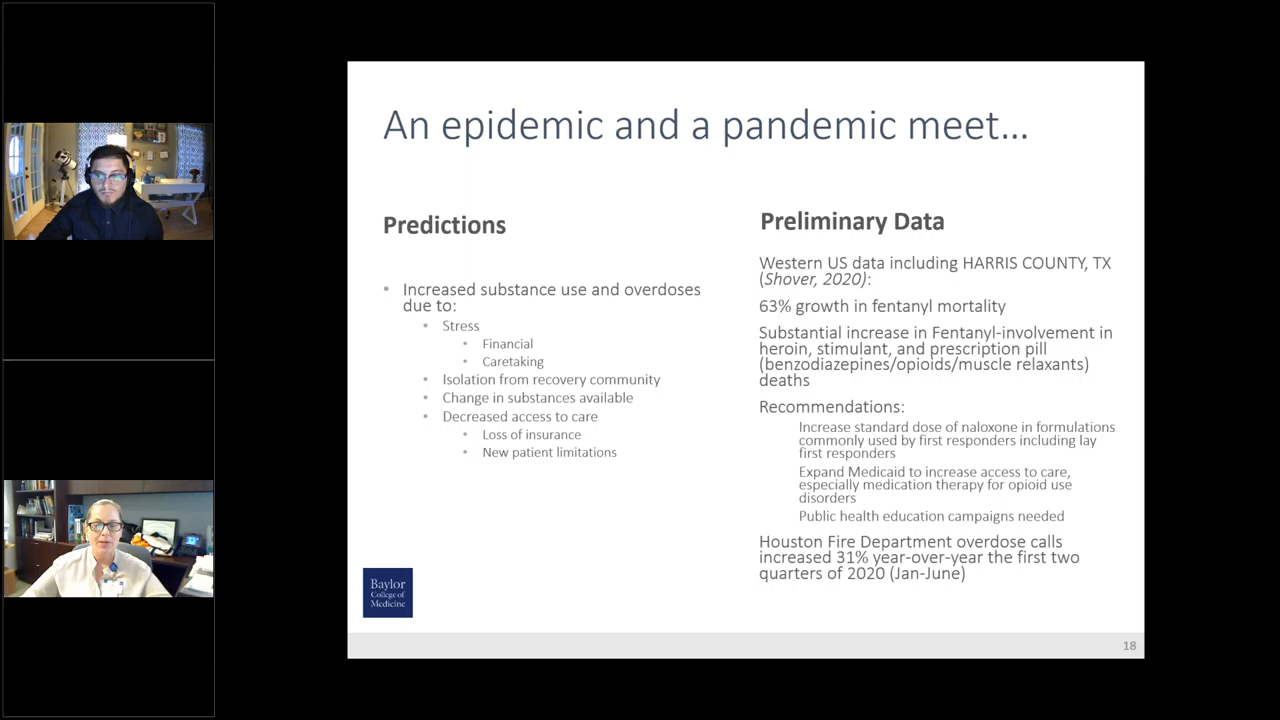 An epidemic and a pandemic meet...
Predictions
• Increased substance use and overdoses
due to:
• Stress
• Financial
• Caretaking
• Isolation from recovery community
• Change in substances available
• Decreased access to care
• Loss of insurance
• New patient limitations
Preliminary Data
Western US data including HARRIS COUNTY, TX
(Shover, 2020):
63% growth in fentanyl mortality
Substantial increase in Fentanyl-involvement in
heroin, stimulant, and prescription pill
(benzodiazepines/opioids/muscle relaxants)
deaths
Recommendations:
Increase standard dose of naloxone in formulations
commonly used by first responders including lay
first responders
Expand Medicaid to increase access to care,
especially medication therapy for opioid use
disorders
Public health education campaigns needed
Houston Fire Department overdose calls
increased 31% year-over-year the first two
quarters of 2020 (Jan-June)
Baylor
College of
Medicine
18